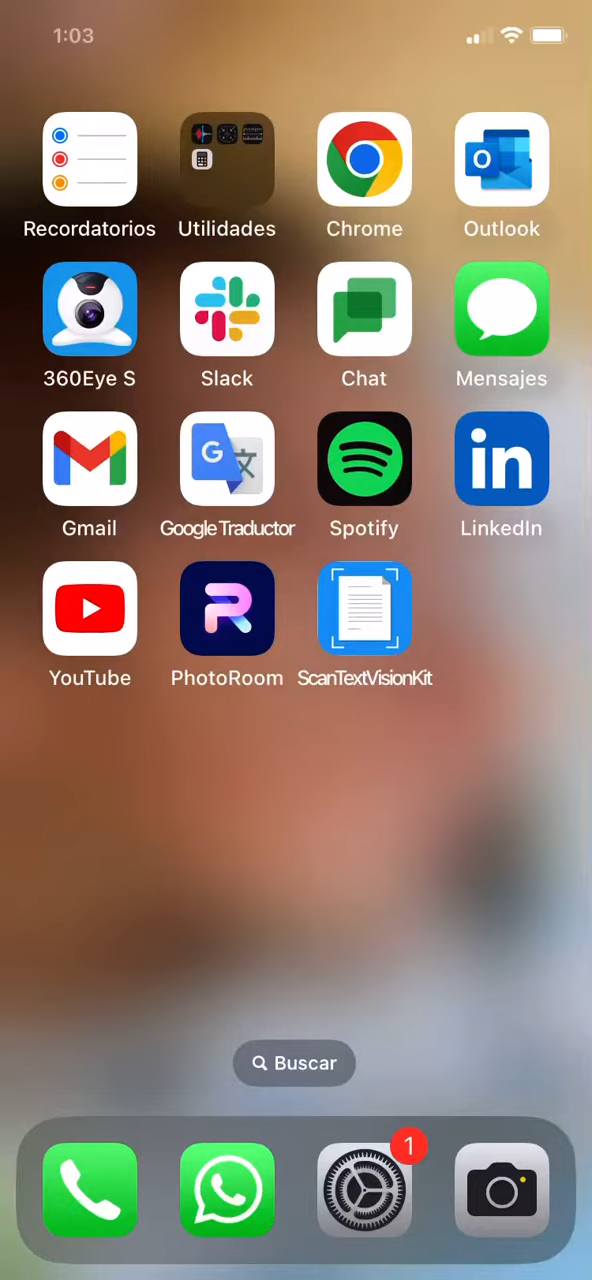 1:03
Recordatorios
Utilidades
Chrome
Outlook
360Eye S
Slack
Chat
Mensajes
Gmail
Google Traductor
Spotify
LinkedIn
YouTube
PhotoRoom
ScanTextVisionKit
Buscar
1